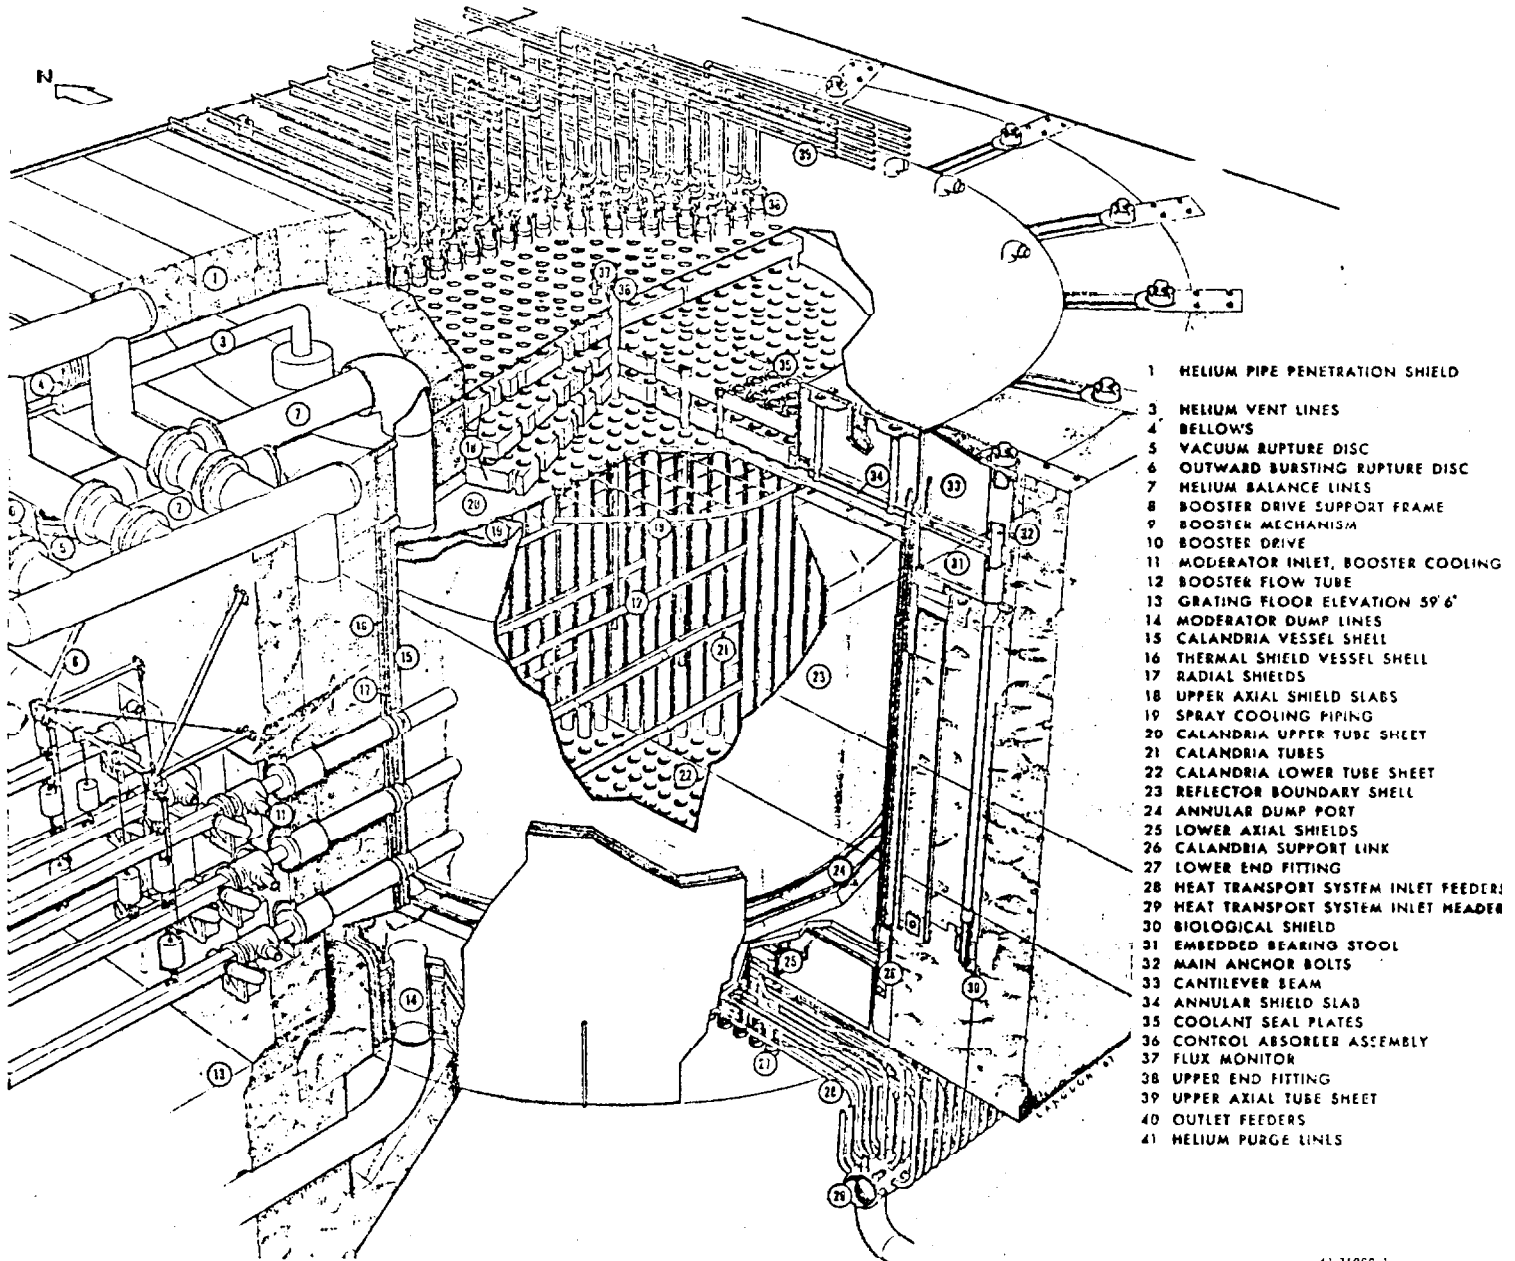 N
1 HELIUM PIPE PENETRATION SHIELD
3 HELIUM VENT LINES
4 BELLOWS
5 VACUUM RUPTURE DISC
6 OUTWARD BURSTING RUPTURE DISC
7 HELIUM BALANCE LINES
8 BOOSTER DRIVE SUPPORT FRAME
9 BOOSTER MECHANISM
10 BOOSTER DRIVE
11 MODERATOR INLET, BOOSTER COOLING
12 BOOSTER FLOW TUBE
13 GRATING FLOOR ELEVATION 59'6"
14 MODERATOR DUMP LINES
15 CALANDRIA VESSEL SHELL
16 THERMAL SHIELD VESSEL SHELL
17 RADIAL SHIELDS
18 UPPER AXIAL SHIELD SLABS
19 SPRAY COOLING PIPING
20 CALANDRIA UPPER TUBE SHEET
21 CALANDRIA TUBES
22 CALANDRIA LOWER TUBE SHEET
23 REFLECTOR BOUNDARY SHELL
24 ANNULAR DUMP PORT
25 LOWER AXIAL SHIELDS
26 CALANDRIA SUPPORT LINK
27 LOWER END FITTING
28 HEAT TRANSPORT SYSTEM INLET FEEDERS
29 HEAT TRANSPORT SYSTEM INLET HEADER
30 BIOLOGICAL SHIELD
31 EMBEDDED BEARING STOOL
32 MAIN ANCHOR BOLTS
33 CANTILEVER BEAM
34 ANNULAR SHIELD SLAB
35 COOLANT SEAL PLATES
36 CONTROL ABSORBER ASSEMBLY
37 FLUX MONITOR
38 UPPER END FITTING
39 UPPER AXIAL TUBE SHEET
40 OUTLET FEEDERS
41 HELIUM PURGE LINES